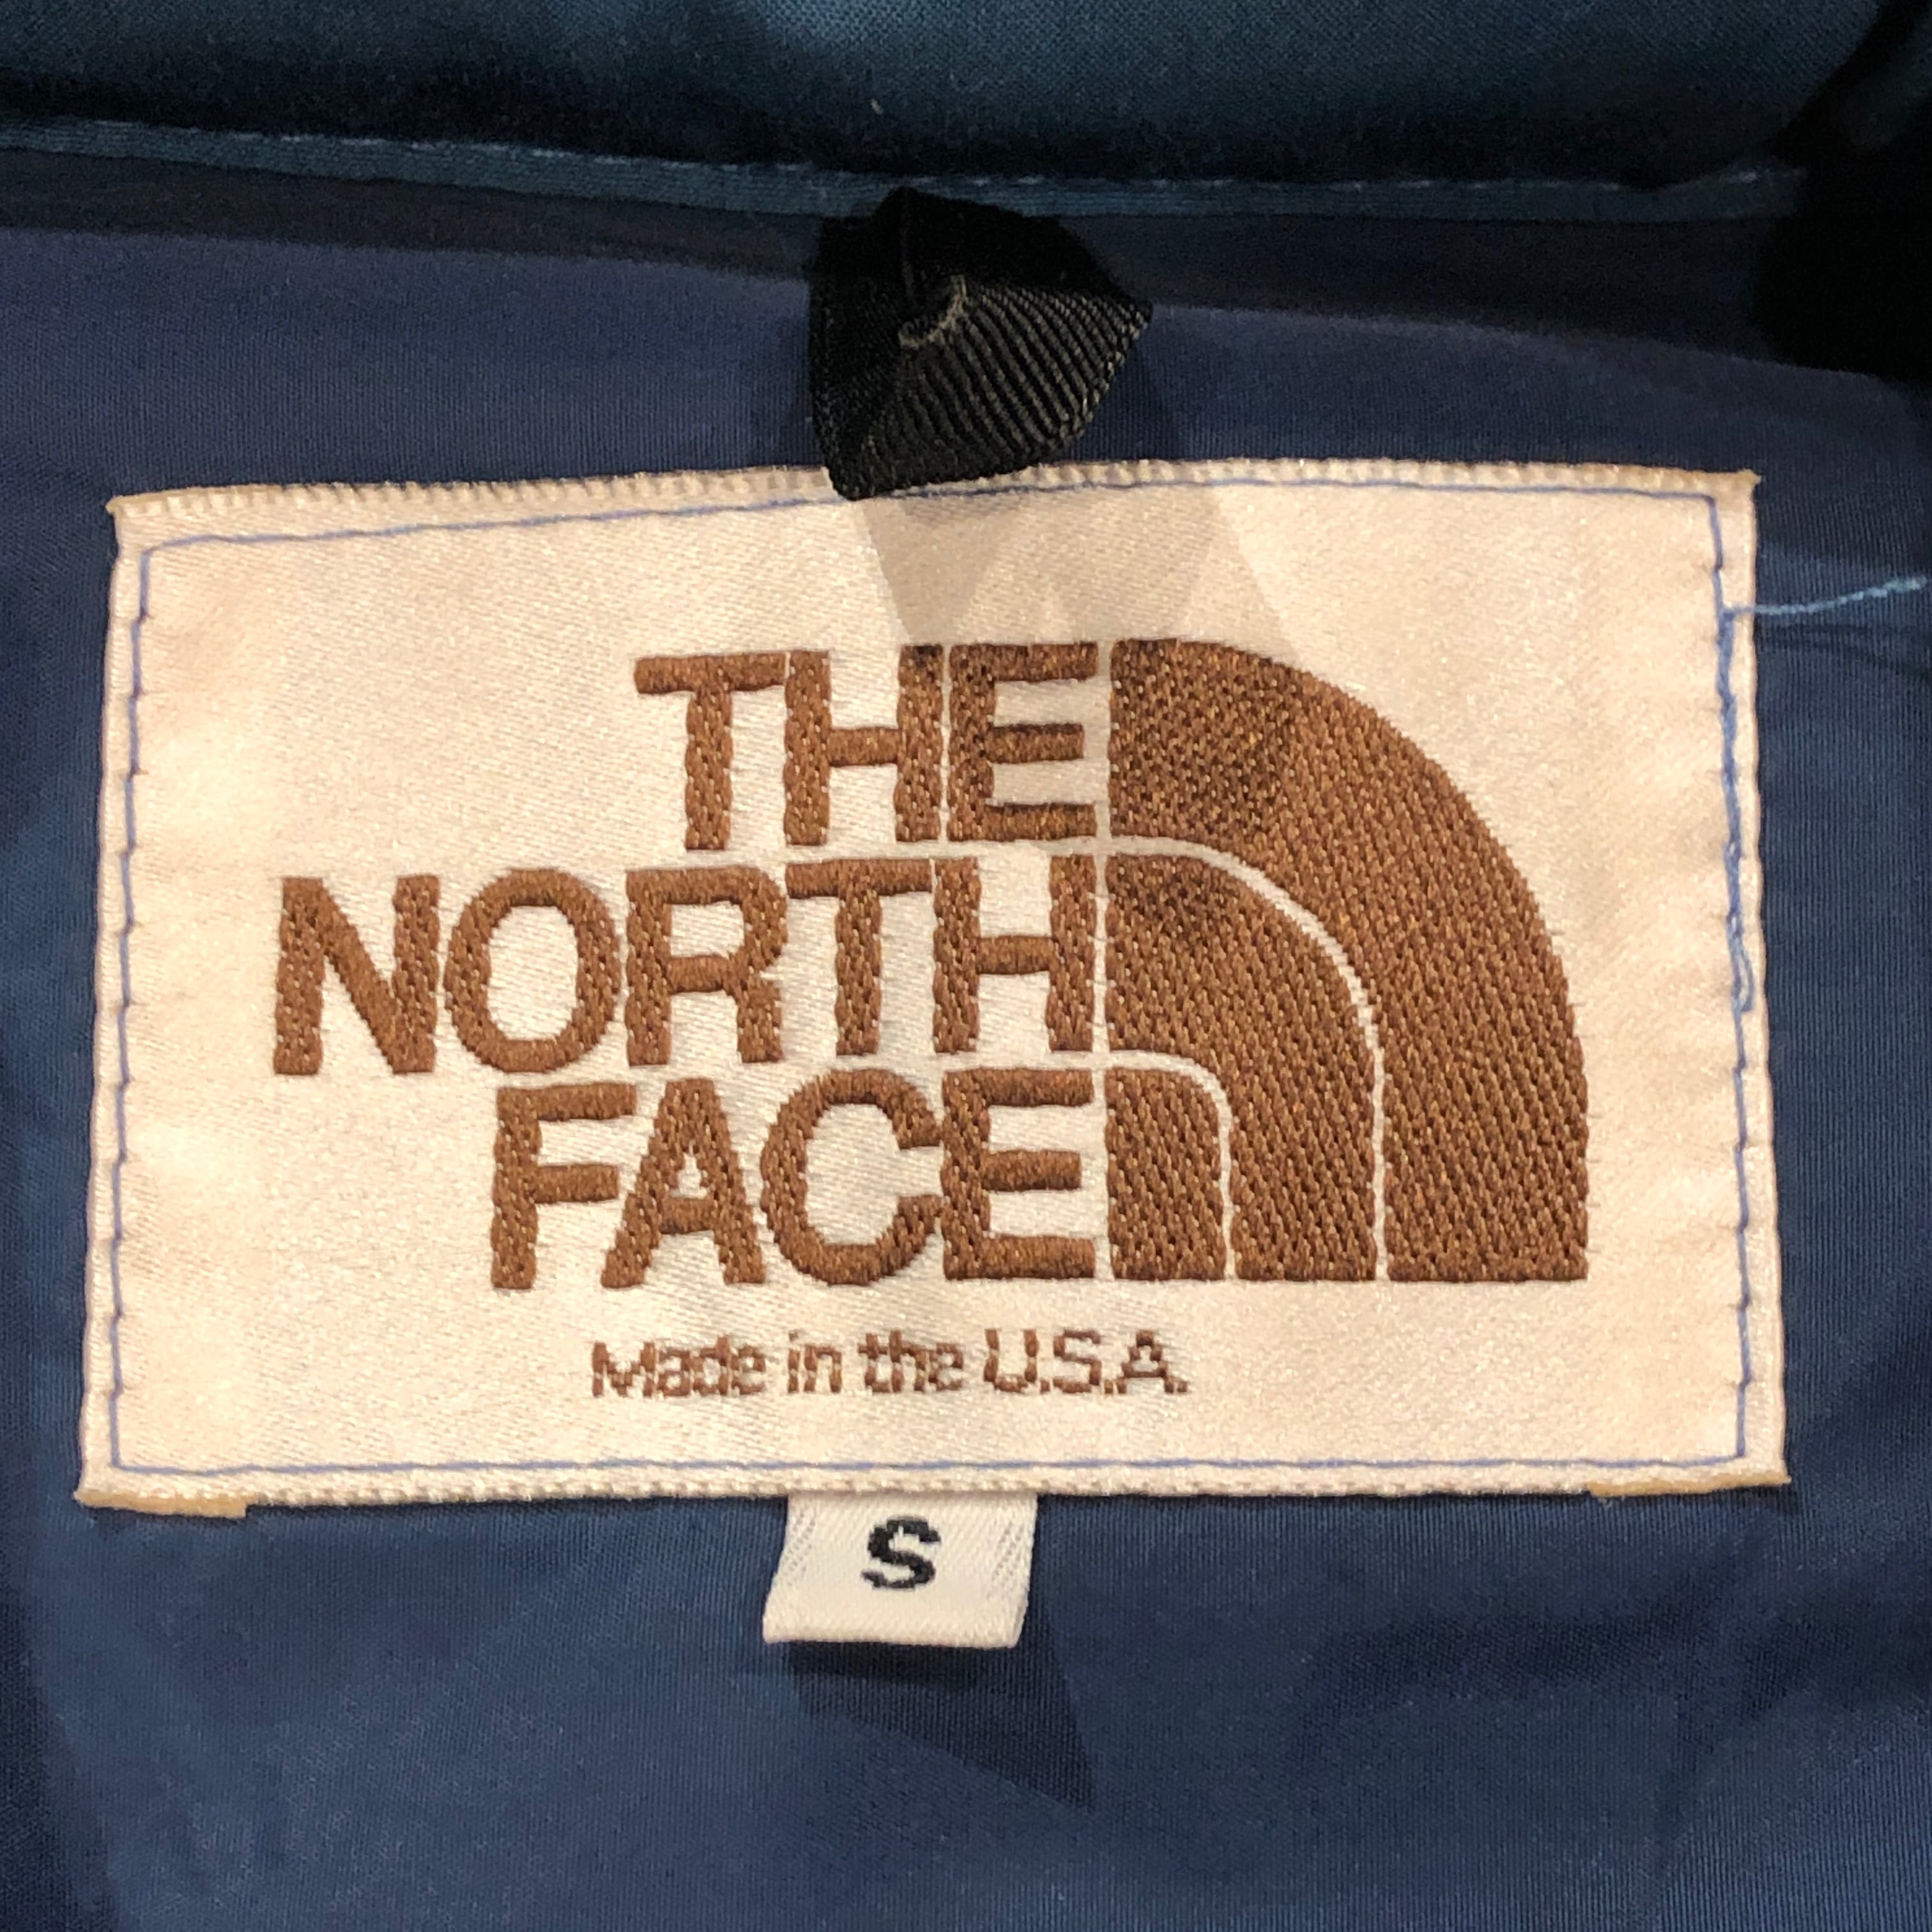 THE
NORTH
FACE
Made in the U.S.A.
S